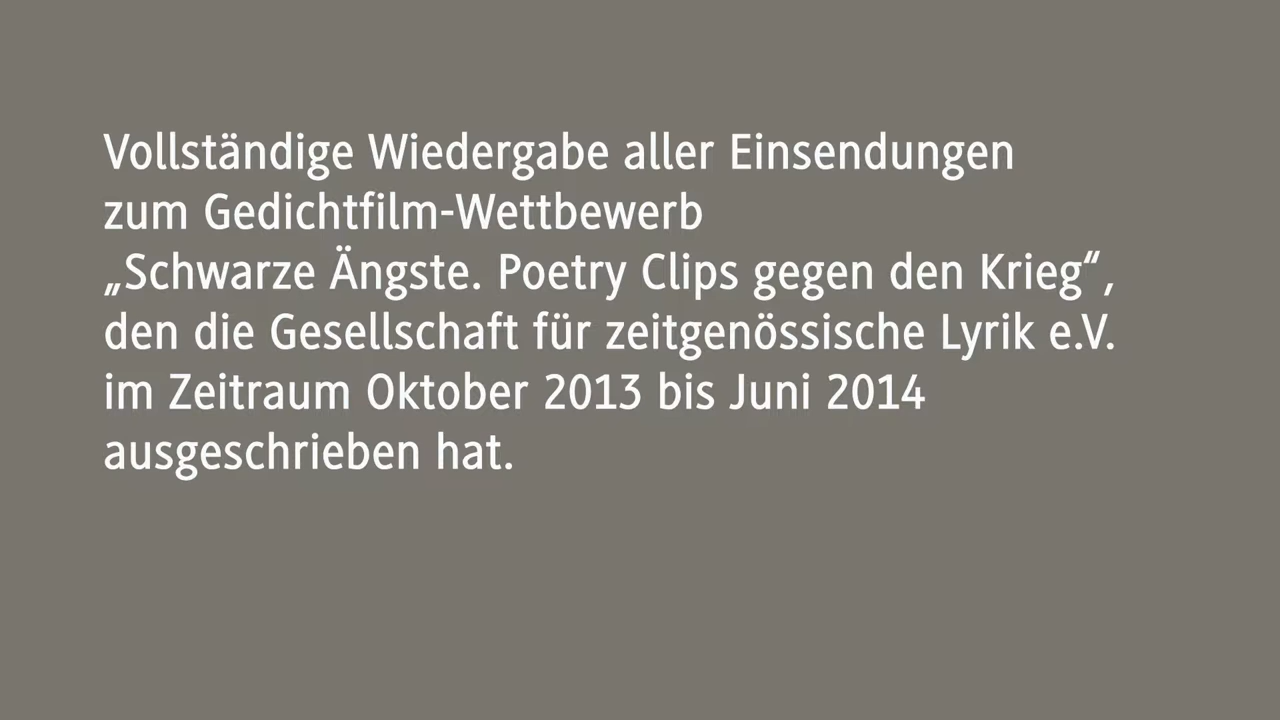 Vollständige Wiedergabe aller Einsendungen
zum Gedichtfilm-Wettbewerb
„Schwarze Ängste. Poetry Clips gegen den Krieg“,
den die Gesellschaft für zeitgenössische Lyrik e.V.
im Zeitraum Oktober 2013 bis Juni 2014
ausgeschrieben hat.